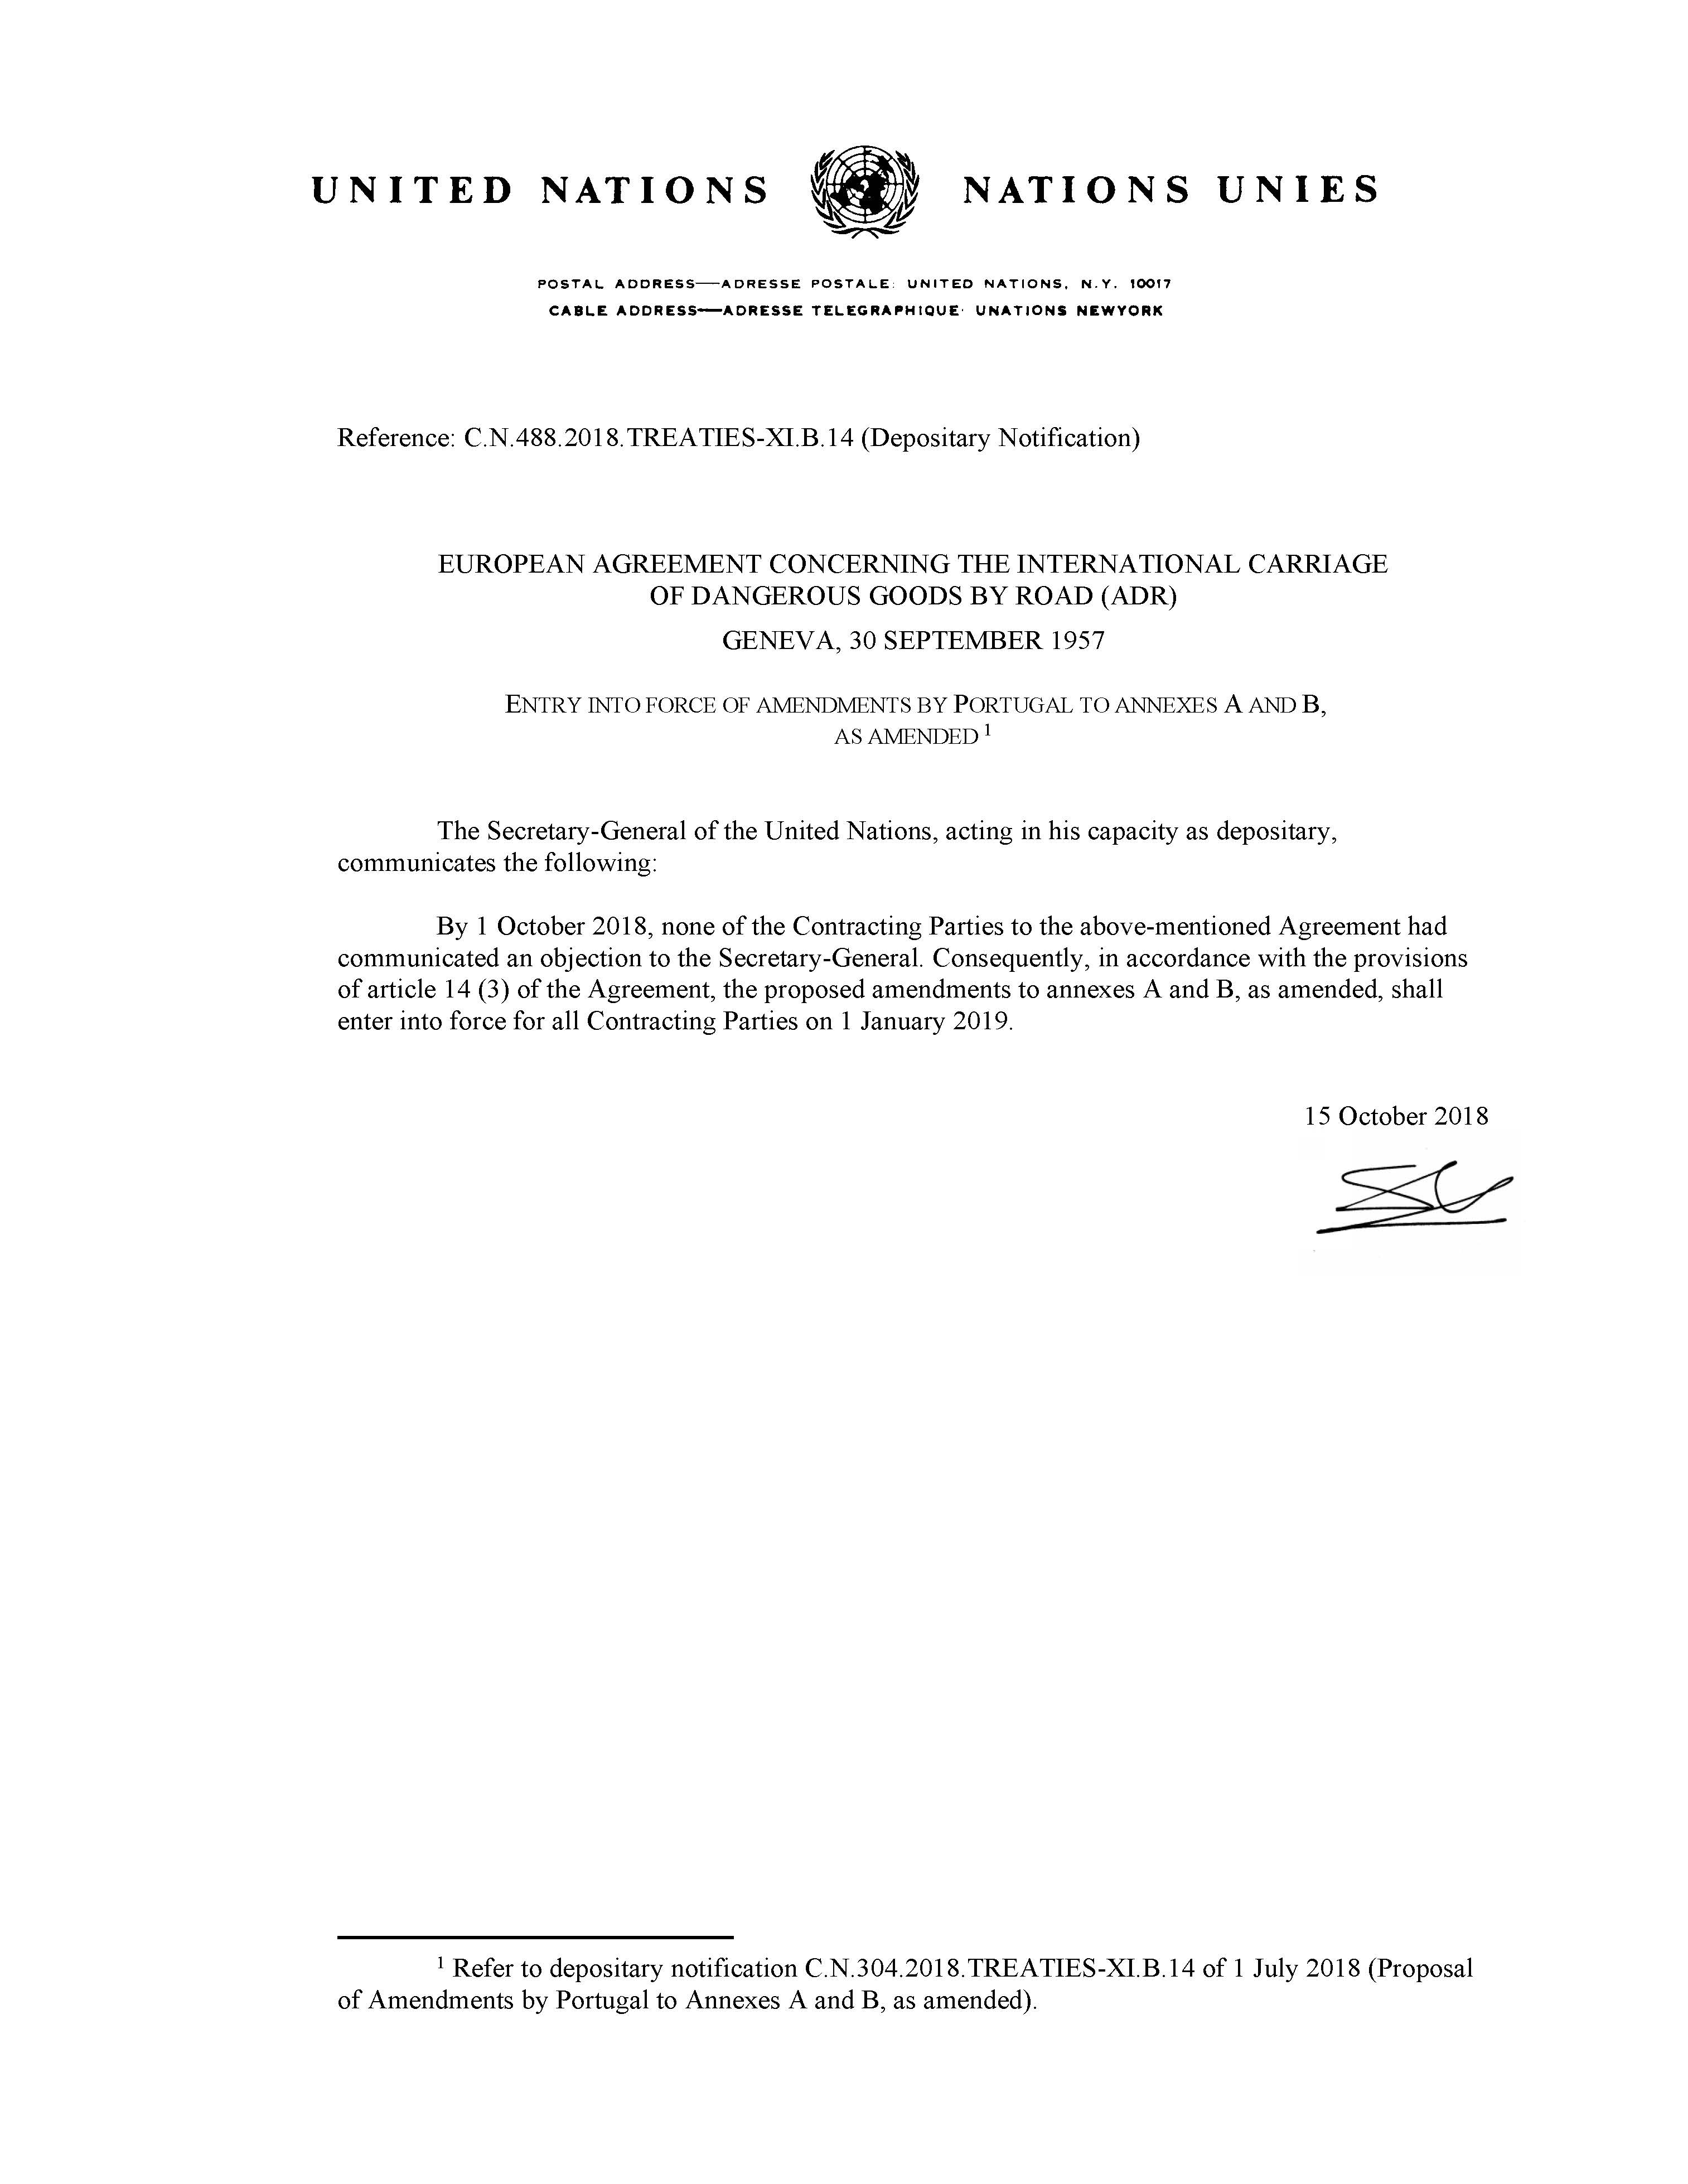 UNITED NATIONS NATIONS UNIES
POSTAL ADDRESS—ADRESSE POSTALE: UNITED NATIONS, N.Y. 10017
CABLE ADDRESS—ADRESSE TELEGRAPHIQUE: UNATIONS NEWYORK
Reference: C.N.488.2018.TREATIES-XI.B.14 (Depositary Notification)
EUROPEAN AGREEMENT CONCERNING THE INTERNATIONAL CARRIAGE
OF DANGEROUS GOODS BY ROAD (ADR)
GENEVA, 30 SEPTEMBER 1957
ENTRY INTO FORCE OF AMENDMENTS BY PORTUGAL TO ANNEXES A AND B,
AS AMENDED 1
The Secretary-General of the United Nations, acting in his capacity as depositary,
communicates the following:
By 1 October 2018, none of the Contracting Parties to the above-mentioned Agreement had
communicated an objection to the Secretary-General. Consequently, in accordance with the provisions
of article 14 (3) of the Agreement, the proposed amendments to annexes A and B, as amended, shall
enter into force for all Contracting Parties on 1 January 2019.
15 October 2018
1 Refer to depositary notification C.N.304.2018.TREATIES-XI.B.14 of 1 July 2018 (Proposal
of Amendments by Portugal to Annexes A and B, as amended).